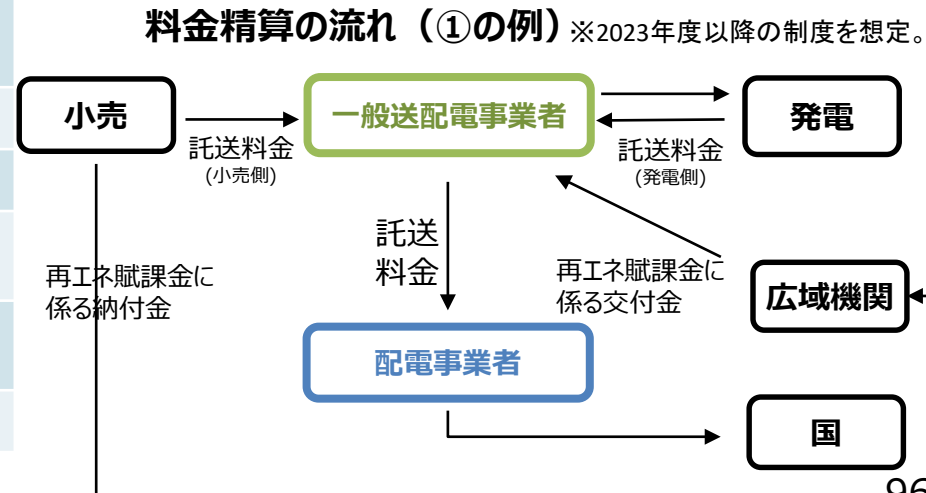 料金精算の流れ（①の例）※2023年度以降の制度を想定。
小売
一般送配電事業者
発電
託送料金
(小売側)
託送料金
(発電側)
託送
料金
再エネ賦課金に
係る納付金
再エネ賦課金に
係る交付金
広域機関
配電事業者
国
96